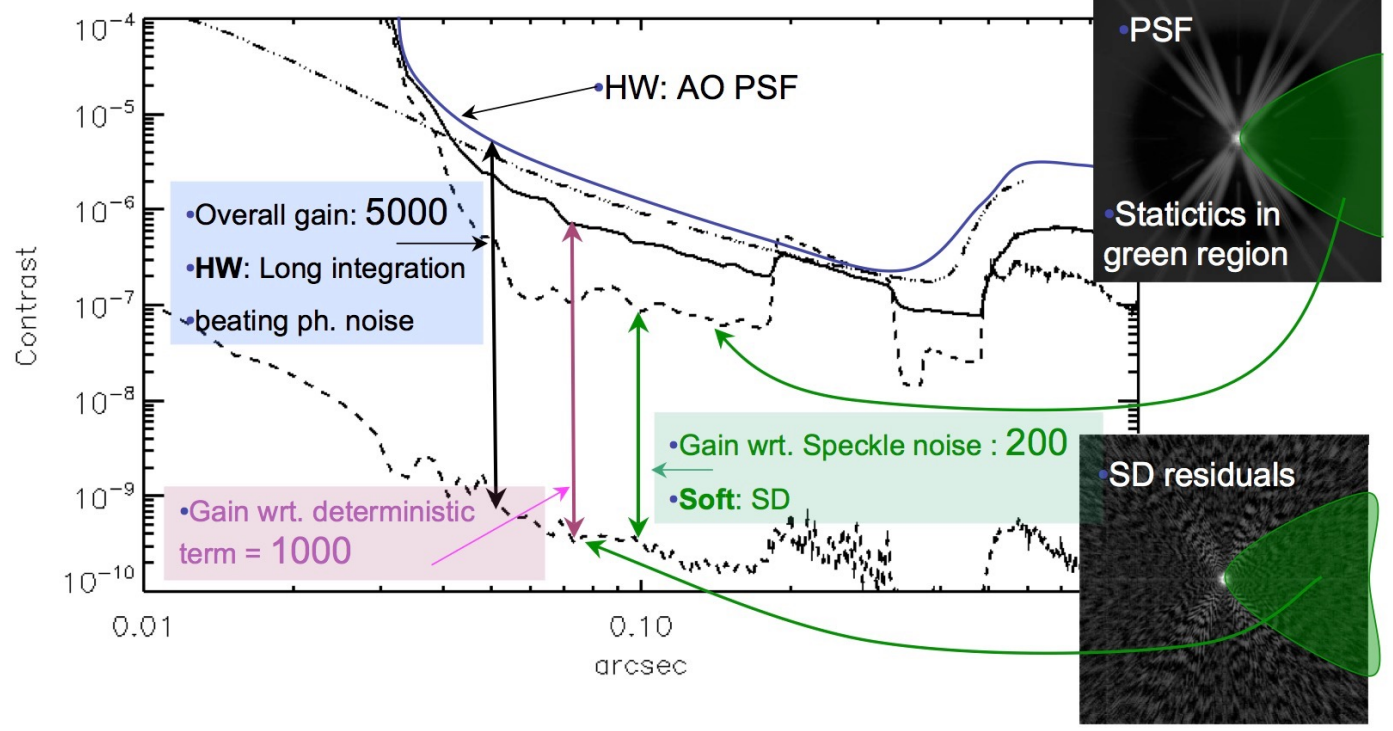 10-4
10-5
10-6
10-7
10-8
10-9
10-10
Contrast
0.01
0.10
arcsec
•HW: AO PSF
•Overall gain: 5000
•HW: Long integration
•beating ph. noise
•Gain wrt. deterministic
term = 1000
•Gain wrt. Speckle noise : 200
•Soft: SD
•PSF
•Statictics in
green region
•SD residuals